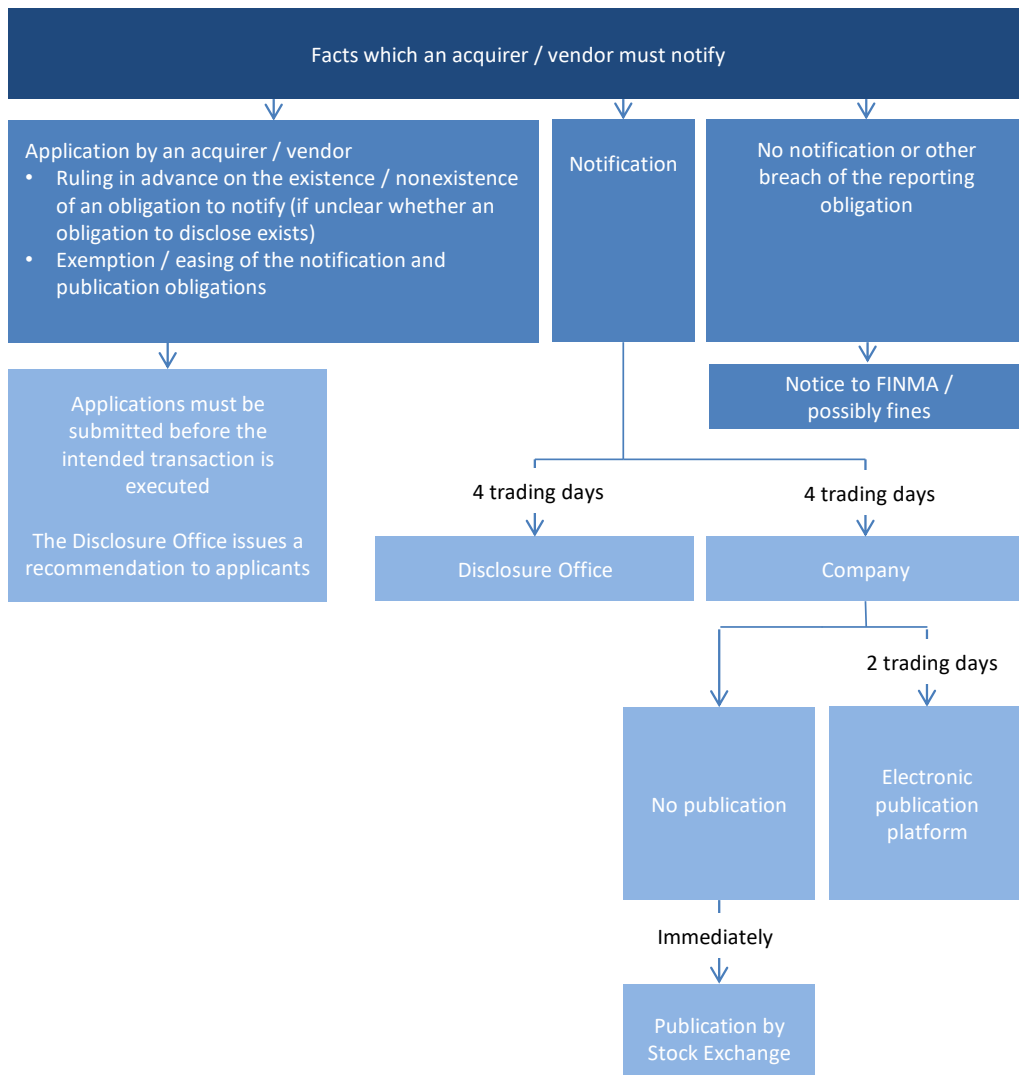 Facts which an acquirer / vendor must notify
Application by an acquirer / vendor
• Ruling in advance on the existence / nonexistence
of an obligation to notify (if unclear whether an
obligation to disclose exists)
• Exemption / easing of the notification and
publication obligations
Notification
No notification or other
breach of the reporting
obligation
Applications must be
submitted before the
intended transaction is
executed
The Disclosure Office issues a
recommendation to applicants
Notice to FINMA /
possibly fines
4 trading days
4 trading days
Disclosure Office
Company
2 trading days
No publication
Electronic
publication
platform
Immediately
Publication by
Stock Exchange